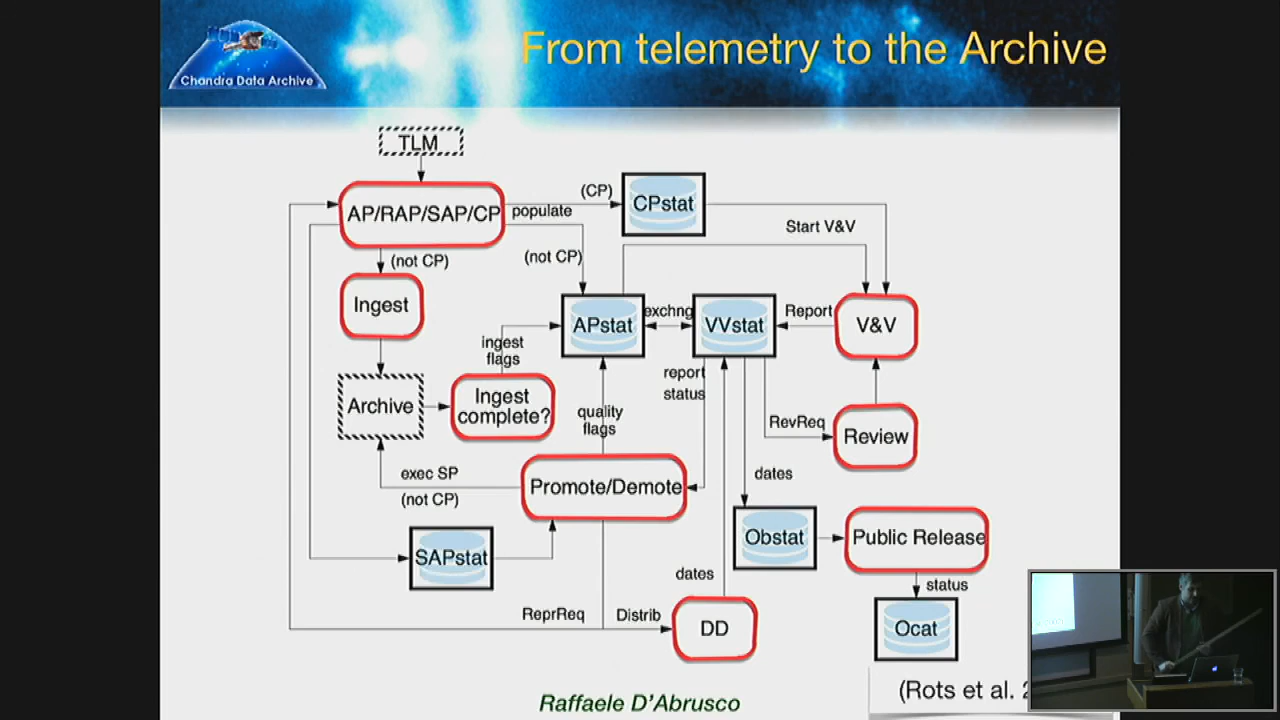 From telemetry to the Archive
Chandra Data Archive
TLM
AP/RAP/SAP/CP
populate
(CP)
CPstat
Start V&V
(not CP)
(not CP)
Ingest
APstat
exchng
VVstat
Report
V&V
ingest
flags
report
status
Archive
Ingest
complete?
quality
flags
RevReq
Review
exec SP
(not CP)
Promote/Demote
dates
SAPstat
Obstat
Public Release
dates
status
ReprReq
Distrib
DD
Ocat
Raffaele D'Abrusco
(Rots et al.